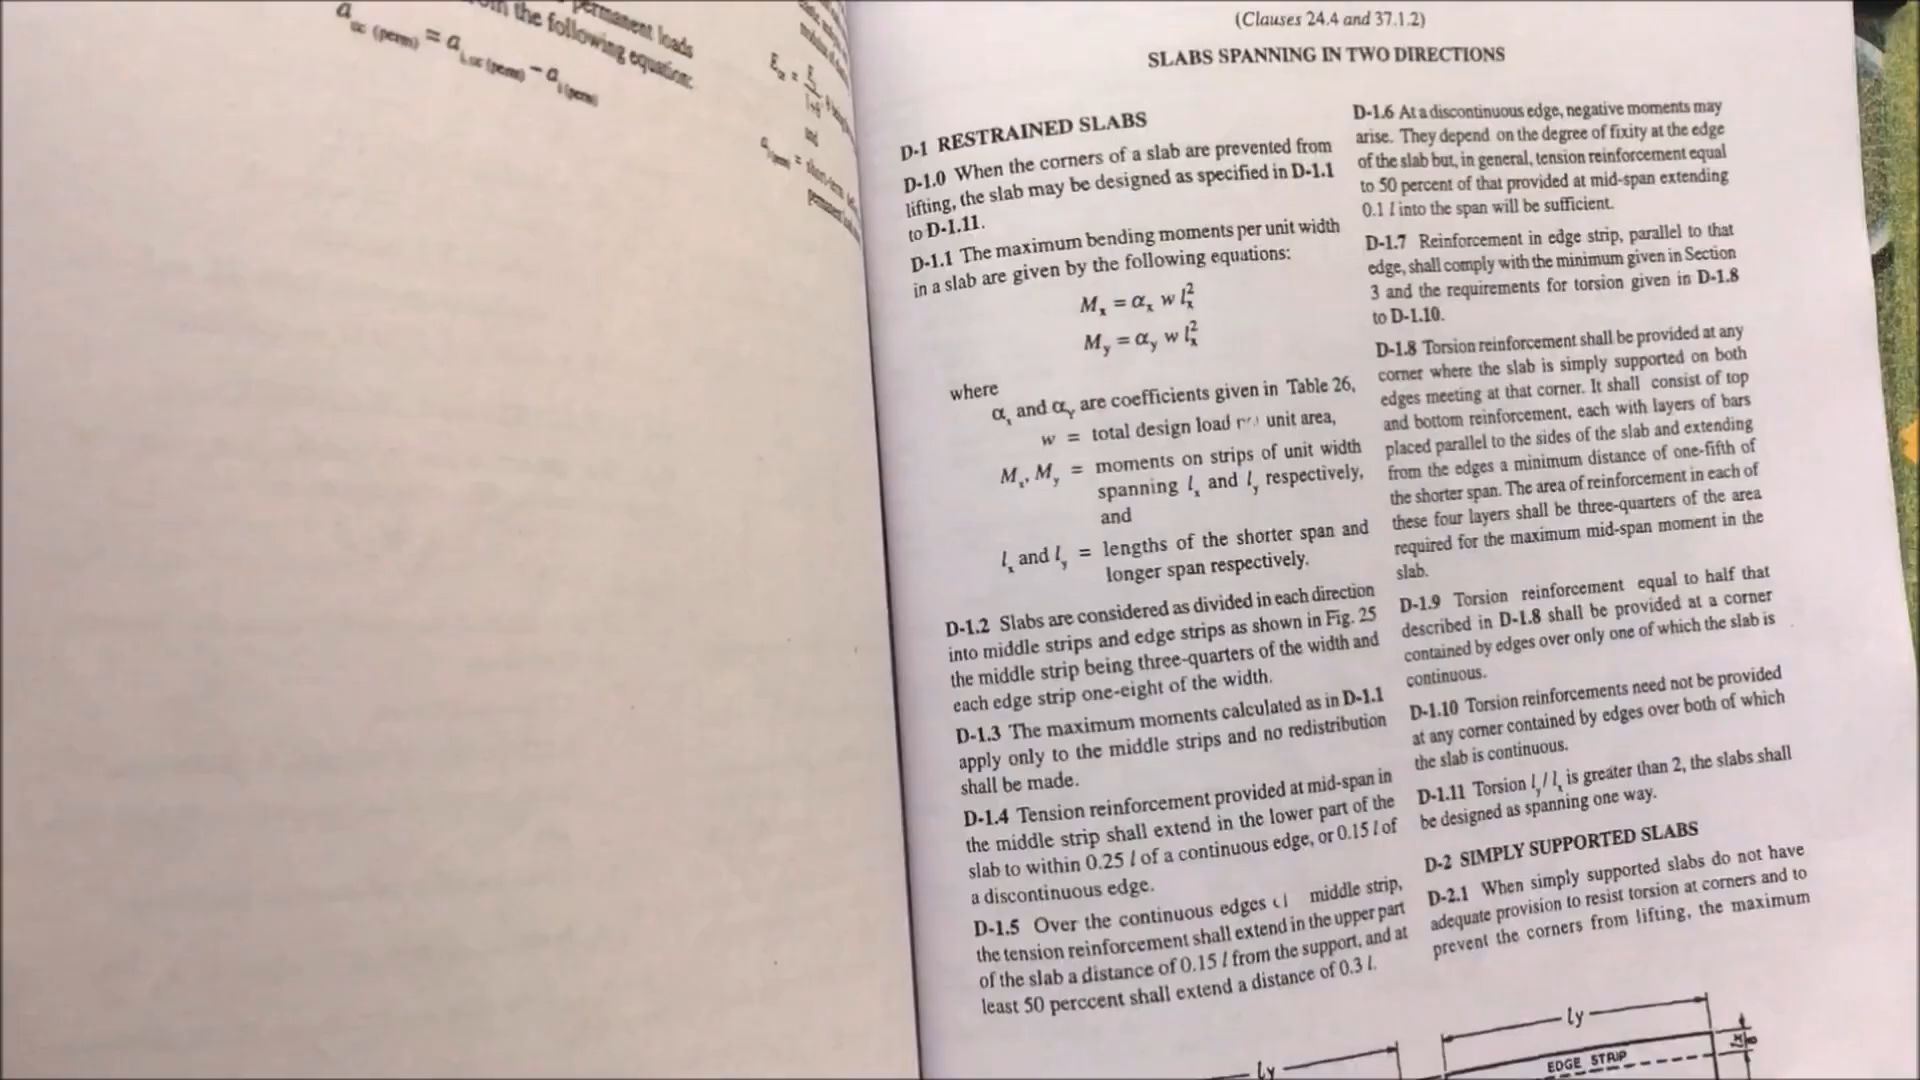 permanent loads
the following equation:
a cc (perm) = a i,cc (perm) − a i (perm)
and
(Clauses 24.4 and 37.1.2)
SLABS SPANNING IN TWO DIRECTIONS
D-1 RESTRAINED SLABS
D-1.0 When the corners of a slab are prevented from
lifting, the slab may be designed as specified in D-1.1
to D-1.11.
D-1.1 The maximum bending moments per unit width
in a slab are given by the following equations:
Mx = αx w lx²
My = αy w lx²
where
αx and αy are coefficients given in Table 26,
w = total design load unit area,
Mx, My = moments on strips of unit width
spanning lx and ly respectively,
and
lx and ly = lengths of the shorter span and
longer span respectively.
D-1.2 Slabs are considered as divided in each direction
into middle strips and edge strips as shown in Fig. 25
the middle strip being three-quarters of the width and
each edge strip one-eight of the width.
D-1.3 The maximum moments calculated as in D-1.1
apply only to the middle strips and no redistribution
shall be made.
D-1.4 Tension reinforcement provided at mid-span in
the middle strip shall extend in the lower part of the
slab to within 0.25 l of a continuous edge, or 0.15 l of
a discontinuous edge.
D-1.5 Over the continuous edges middle strip,
the tension reinforcement shall extend in the upper part
of the slab a distance of 0.15 l from the support, and at
least 50 perccent shall extend a distance of 0.3 l.
D-1.6 At a discontinuous edge, negative moments may
arise. They depend on the degree of fixity at the edge
of the slab but, in general, tension reinforcement equal
to 50 percent of that provided at mid-span extending
0.1 l into the span will be sufficient.
D-1.7 Reinforcement in edge strip, parallel to that
edge, shall comply with the minimum given in Section
3 and the requirements for torsion given in D-1.8
to D-1.10.
D-1.8 Torsion reinforcement shall be provided at any
corner where the slab is simply supported on both
edges meeting at that corner. It shall consist of top
and bottom reinforcement, each with layers of bars
placed parallel to the sides of the slab and extending
from the edges a minimum distance of one-fifth of
the shorter span. The area of reinforcement in each of
these four layers shall be three-quarters of the area
required for the maximum mid-span moment in the
slab.
D-1.9 Torsion reinforcement equal to half that
described in D-1.8 shall be provided at a corner
contained by edges over only one of which the slab is
continuous.
D-1.10 Torsion reinforcements need not be provided
at any corner contained by edges over both of which
the slab is continuous.
D-1.11 Torsion ly / lx is greater than 2, the slabs shall
be designed as spanning one way.
D-2 SIMPLY SUPPORTED SLABS
D-2.1 When simply supported slabs do not have
adequate provision to resist torsion at corners and to
prevent the corners from lifting, the maximum
ly
ly
EDGE STRIP